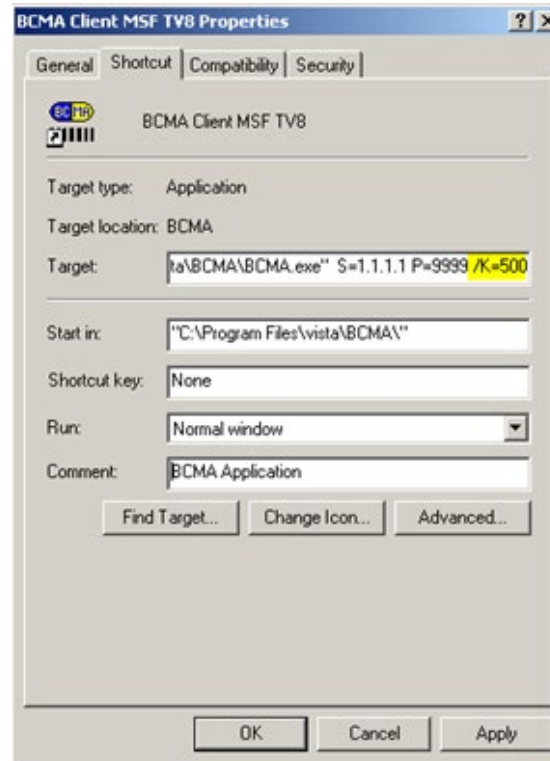 BCMA Client MSF TV8 Properties
General Shortcut Compatibility Security
BCMA
BCMA Client MSF TV8
Target type: Application
Target location: BCMA
Target: ta\BCMA\BCMA.exe" S=1.1.1.1 P=9999 /K=500
Start in: "C:\Program Files\vista\BCMA\"
Shortcut key: None
Run: Normal window
Comment: BCMA Application
Find Target... Change Icon... Advanced...
OK Cancel Apply